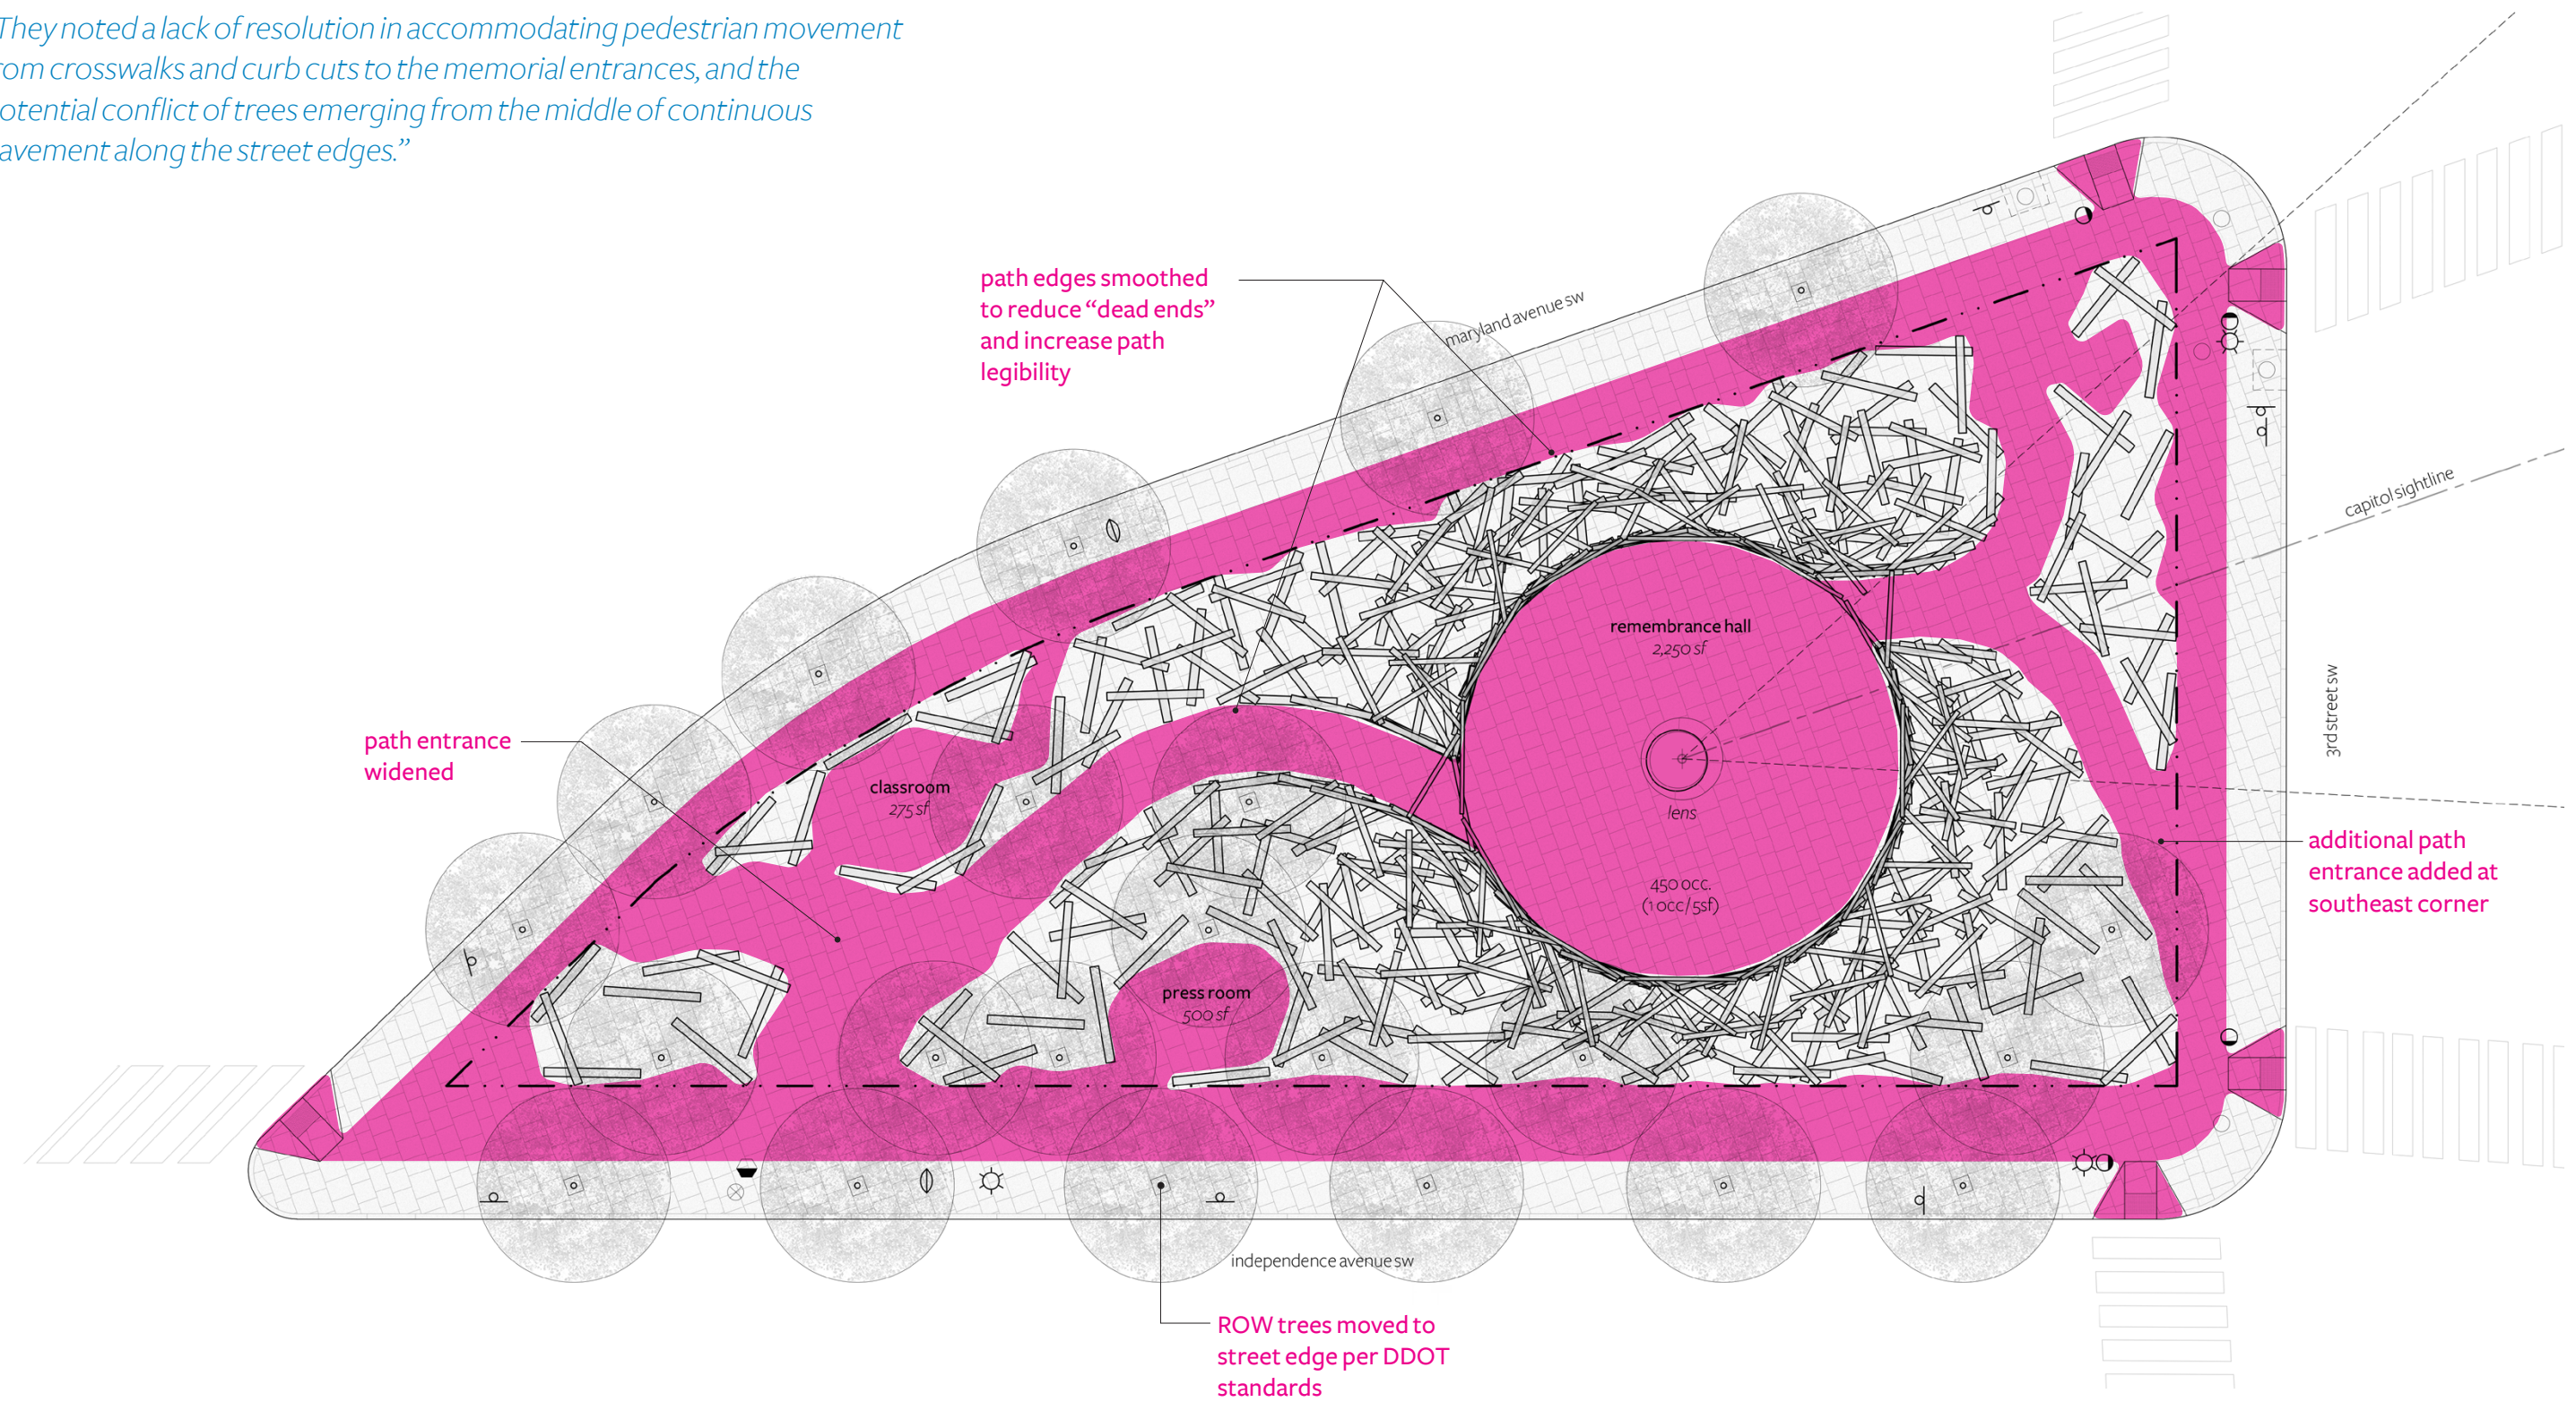 They noted a lack of resolution in accommodating pedestrian movement
om crosswalks and curb cuts to the memorial entrances, and the
otential conflict of trees emerging from the middle of continuous
avement along the street edges.”
path edges smoothed
to reduce “dead ends”
and increase path
legibility
maryland avenue sw
capitol sightline
remembrance hall
2,250 sf
3rd street sw
path entrance
widened
classroom
275 sf
lens
additional path
entrance added at
southeast corner
450 occ.
(1 occ/5sf)
press room
500 sf
independence avenue sw
ROW trees moved to
street edge per DDOT
standards